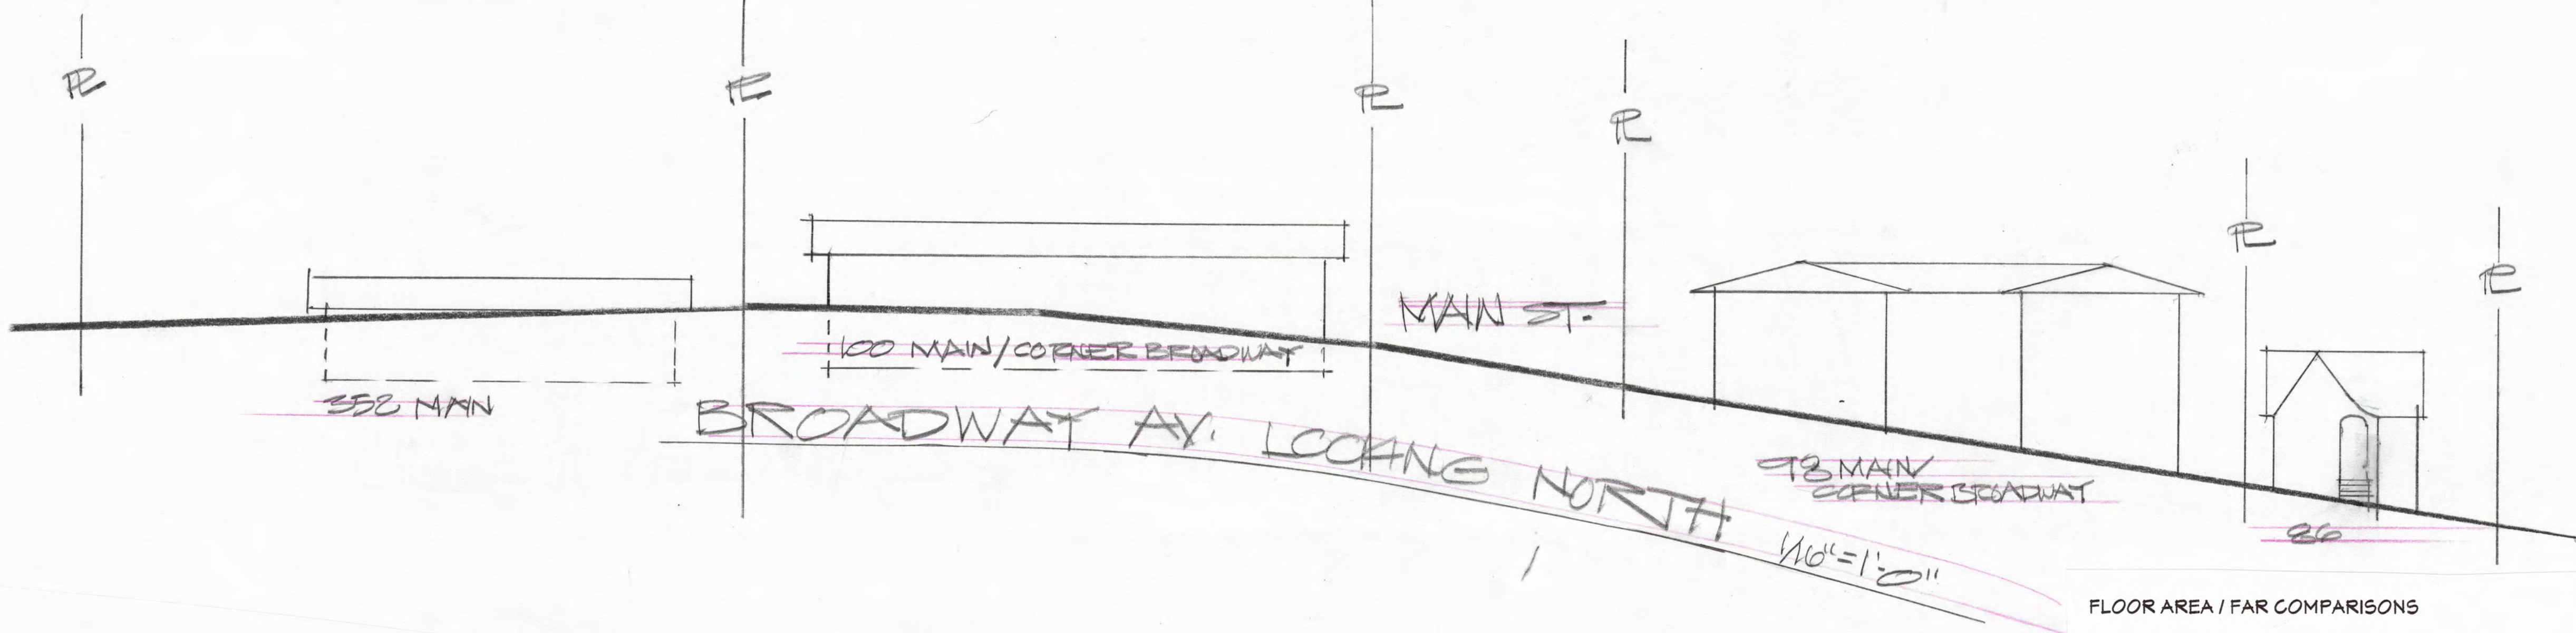 PL
PL
PL
PL
PL
PL
MAIN ST.
100 MAIN/CORNER BROADWAY
352 MAIN
BROADWAY AV. LOOKING NORTH
98 MAIN/
CORNER BROADWAY
86
1/16"=1'-0"
FLOOR AREA / FAR COMPARISONS